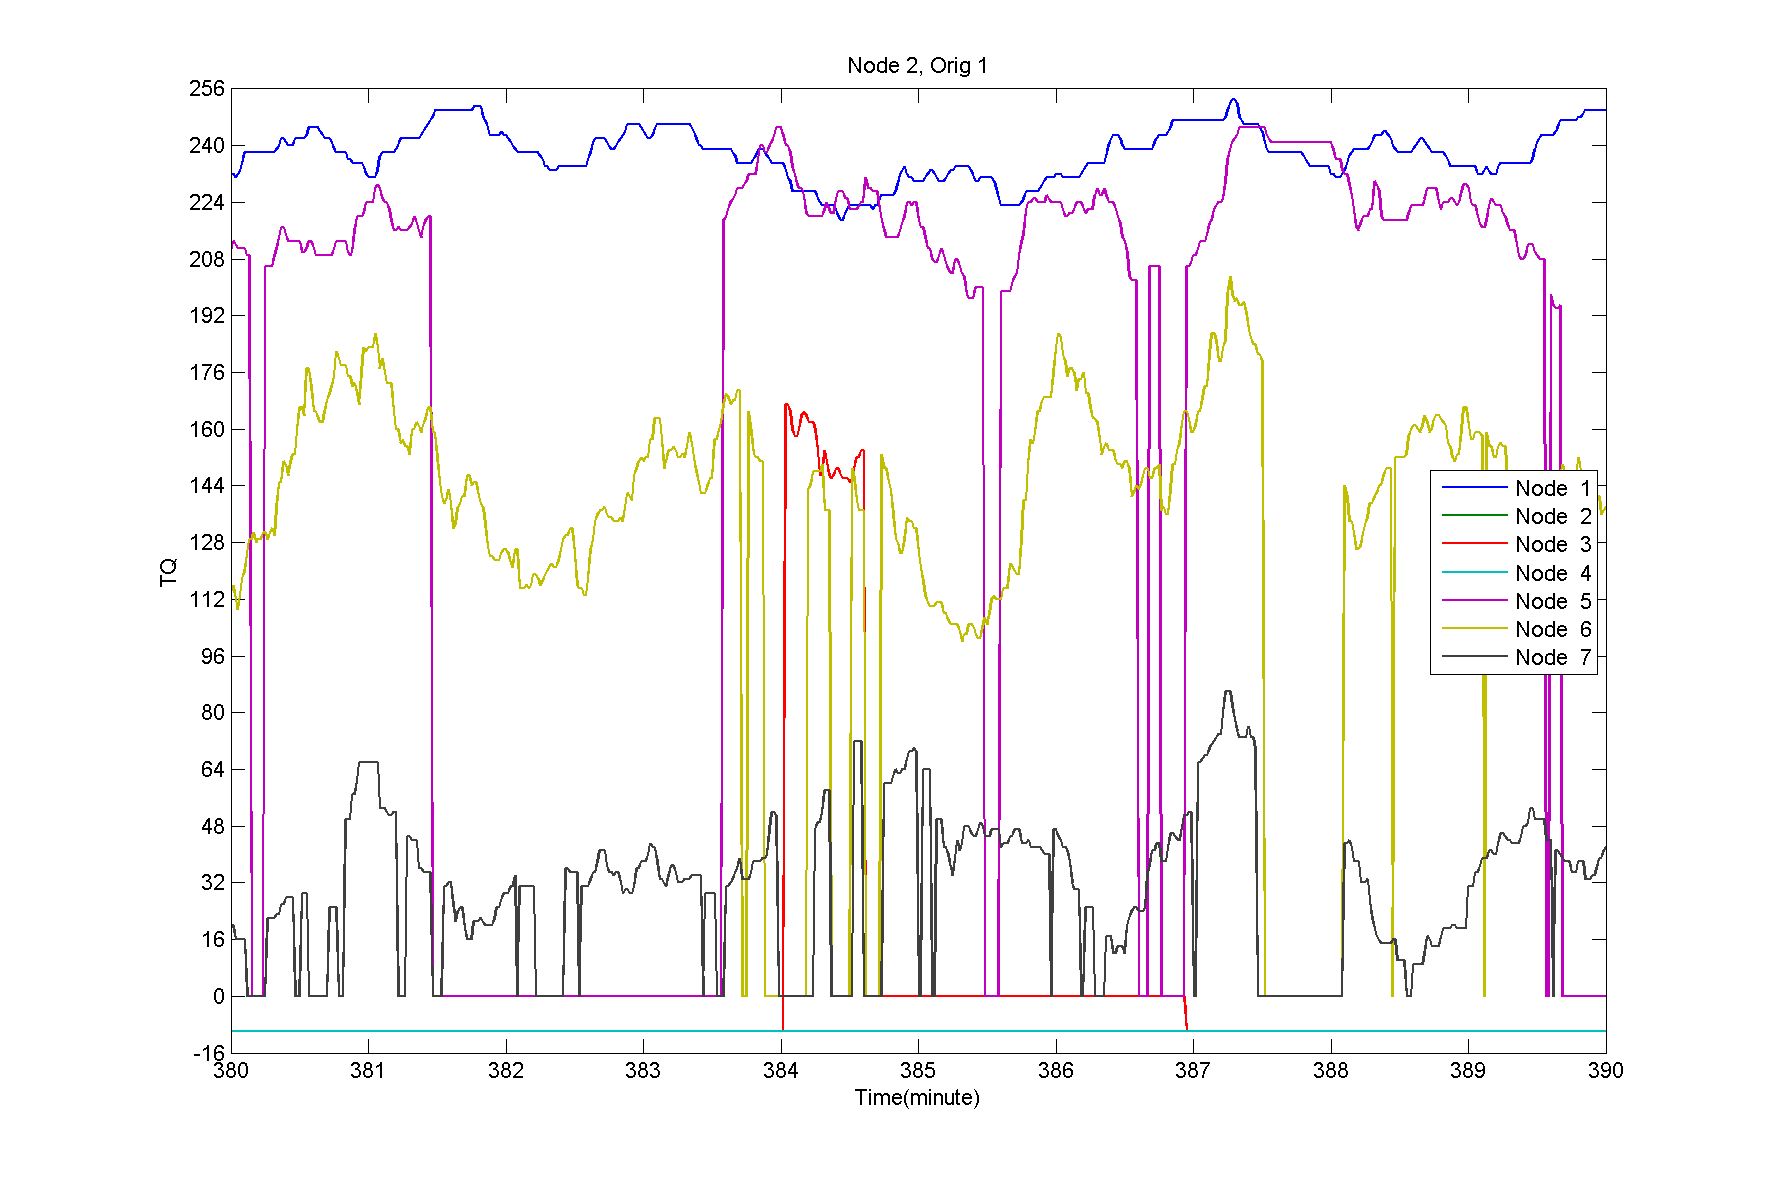 Node 2, Orig 1
256
240
224
208
192
176
160
144
128
112
96
80
64
48
32
16
0
-16
TQ
Node 1
Node 2
Node 3
Node 4
Node 5
Node 6
Node 7
380 381 382 383 384 385 386 387 388 389 390
Time(minute)